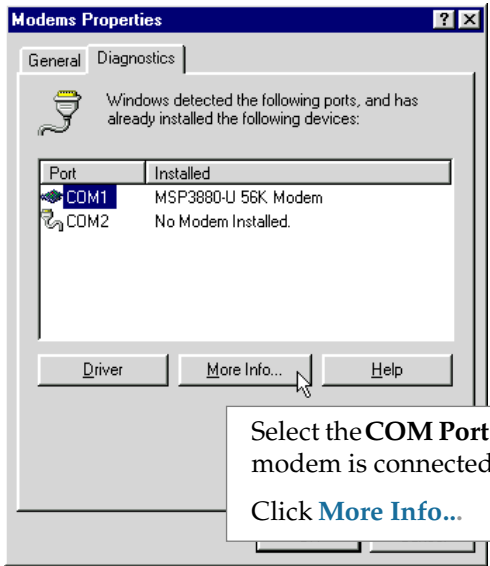 Modems Properties
General Diagnostics
Windows detected the following ports, and has
already installed the following devices:
Port Installed
COM1 MSP3880-U 56K Modem
COM2 No Modem Installed.
Driver More Info... Help
Select the COM Port
modem is connected
Click More Info...